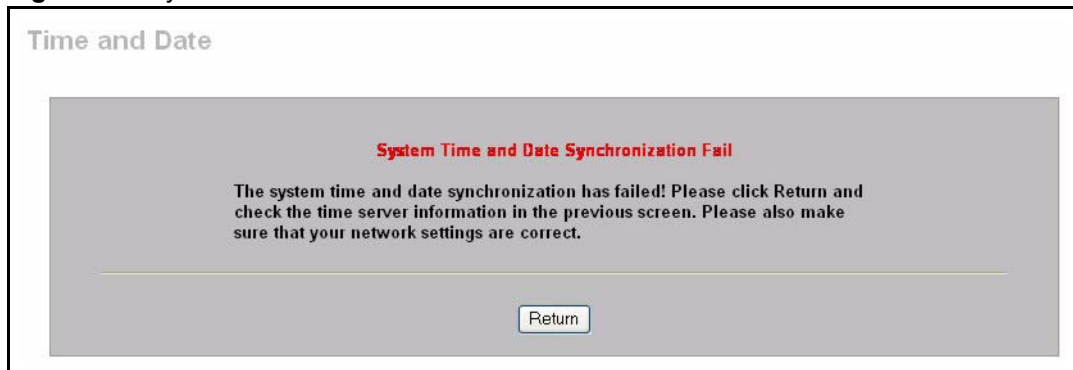 Time and Date
System Time and Date Synchronization Fail
The system time and date synchronization has failed! Please click Return and
check the time server information in the previous screen. Please also make
sure that your network settings are correct.
Return